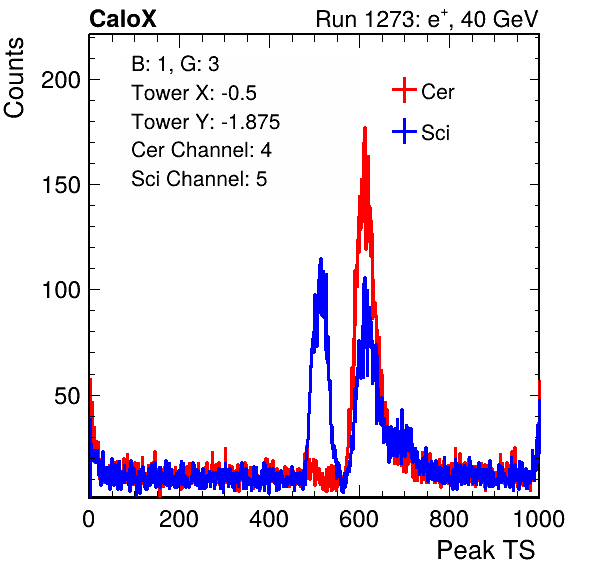 CaloX Run 1273: e⁺, 40 GeV
Counts
B: 1, G: 3
Tower X: -0.5
Tower Y: -1.875
Cer Channel: 4
Sci Channel: 5
Cer
Sci
200
150
100
50
0 200 400 600 800 1000
Peak TS